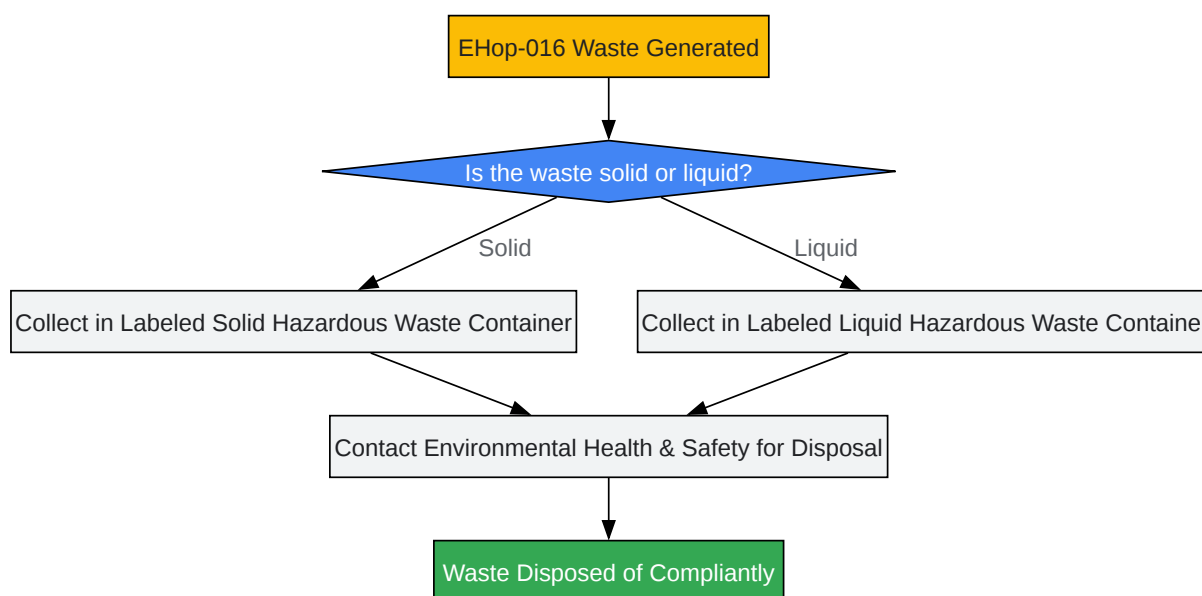 EHop-016 Waste Generated
Is the waste solid or liquid?
Solid
Liquid
Collect in Labeled Solid Hazardous Waste Container
Collect in Labeled Liquid Hazardous Waste Containe
Contact Environmental Health & Safety for Disposal
Waste Disposed of Compliantly